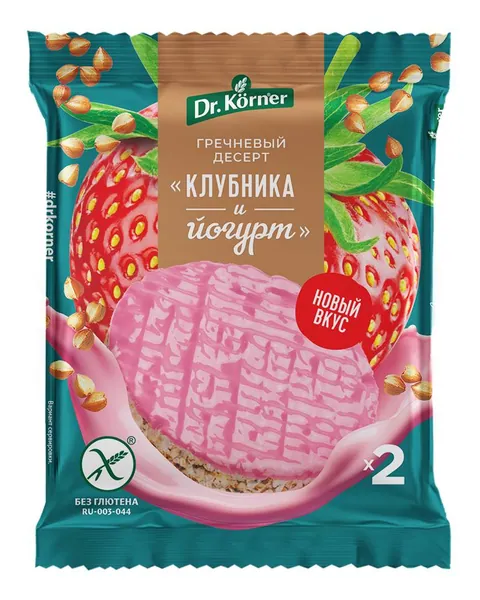 Dr. Körner
ГРЕЧНЕВЫЙ
ДЕСЕРТ
«КЛУБНИКА
и
йогурт»
НОВЫЙ
ВКУС
#drkorner
Вариант сервировки.
x2
®
БЕЗ ГЛЮТЕНА
RU-003-044